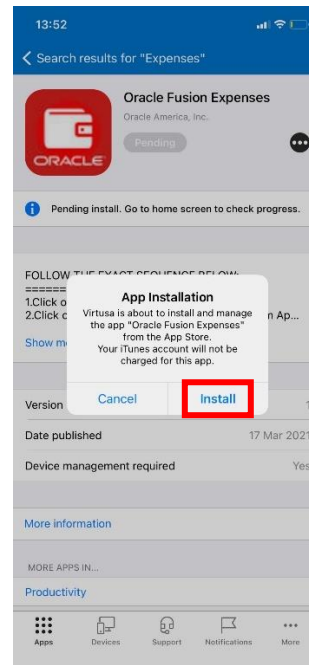 13:52
Search results for "Expenses"
Oracle Fusion Expenses
Oracle America, Inc.
Pending
ORACLE
Pending install. Go to home screen to check progress.
FOLLOW THE EXACT SEQUENCE BELOW:
======
1.Click o
2.Click c
m Ap...
Show m
App Installation
Virtusa is about to install and manage
the app "Oracle Fusion Expenses"
from the App Store.
Your iTunes account will not be
charged for this app.
Cancel
Install
Version
1
Date published
17 Mar 2021
Device management required
Yes
More information
MORE APPS IN...
Productivity
Apps
Devices
Support
Notifications
More